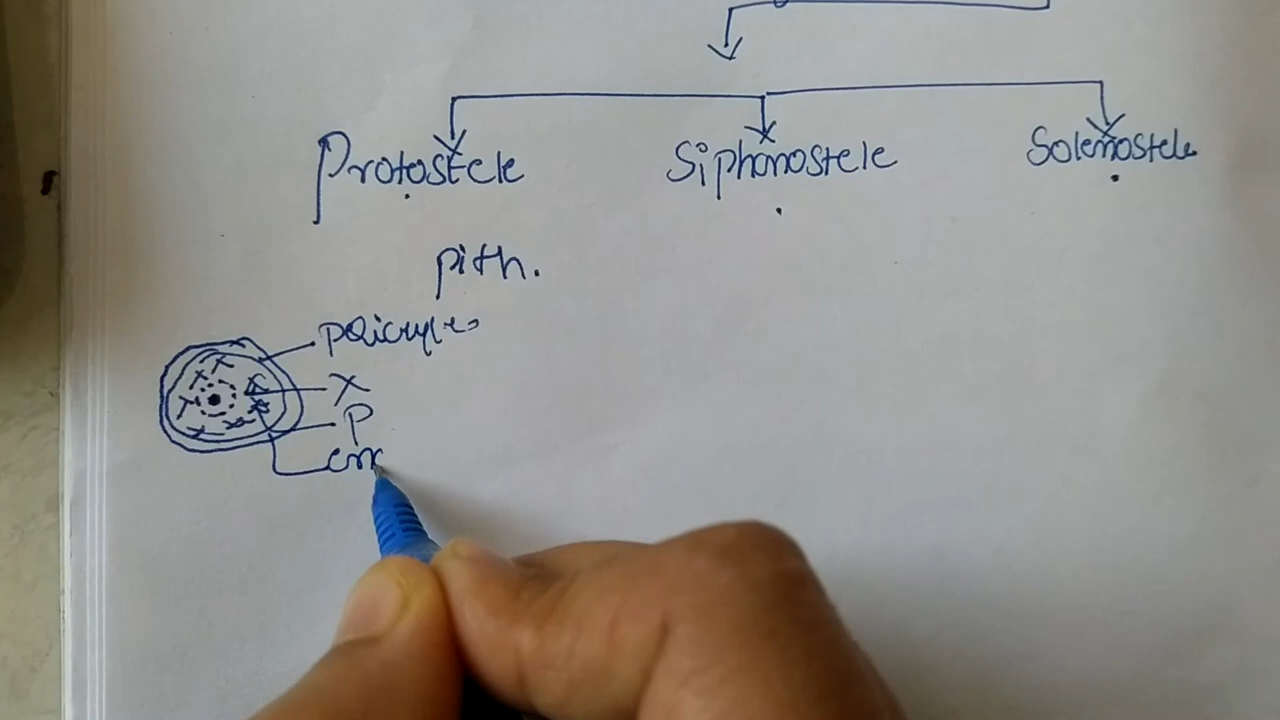 Protostele Siphonostele Solenostele
pith.
pericycle
X
P